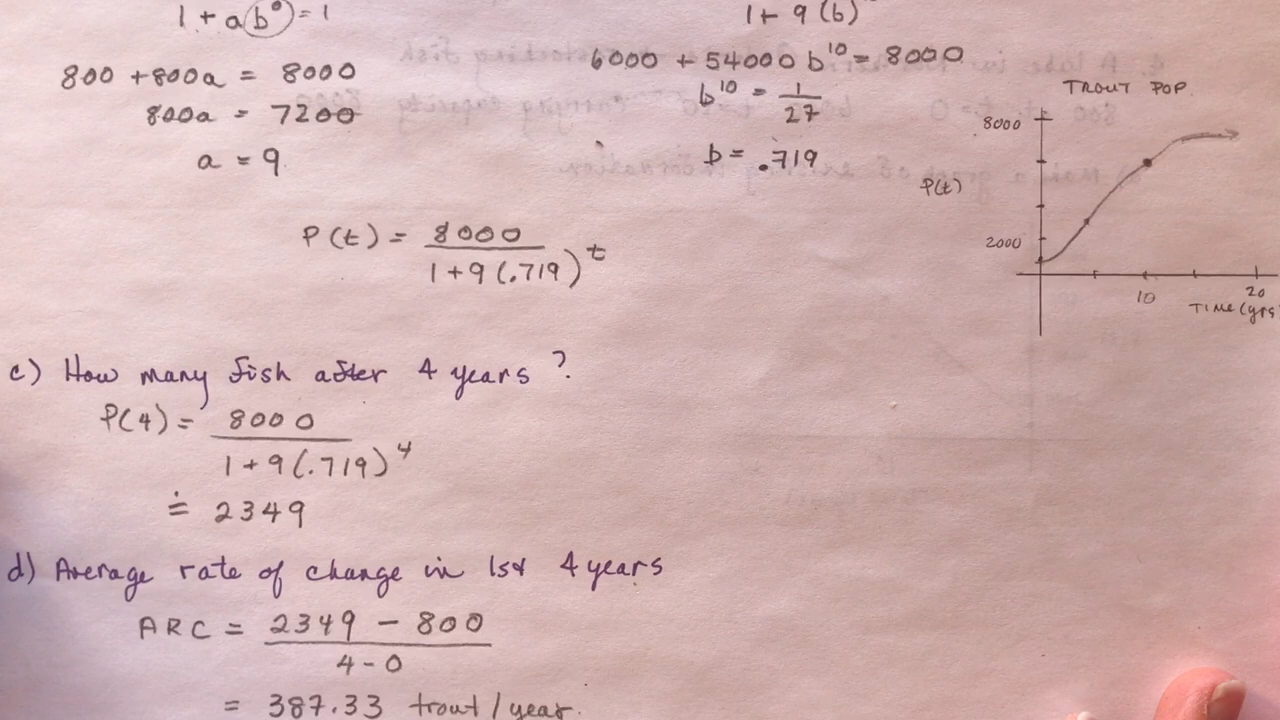 1 + ab⁰ = 1
800 + 800a = 8000
800a = 7200
a = 9
1 + 9(b)
6000 + 54000 b¹⁰ = 8000
b¹⁰ = 1/27
b = .719
P(t) = 8000 / 1 + 9(.719)ᵗ
TROUT POP.
8000
P(t)
2000
10
20
TIME (yrs
c) How many fish after 4 years?
P(4) = 8000 / 1 + 9(.719)⁴
≐ 2349
d) Average rate of change in 1st 4 years
ARC = 2349 - 800 / 4 - 0
= 387.33 trout / year.